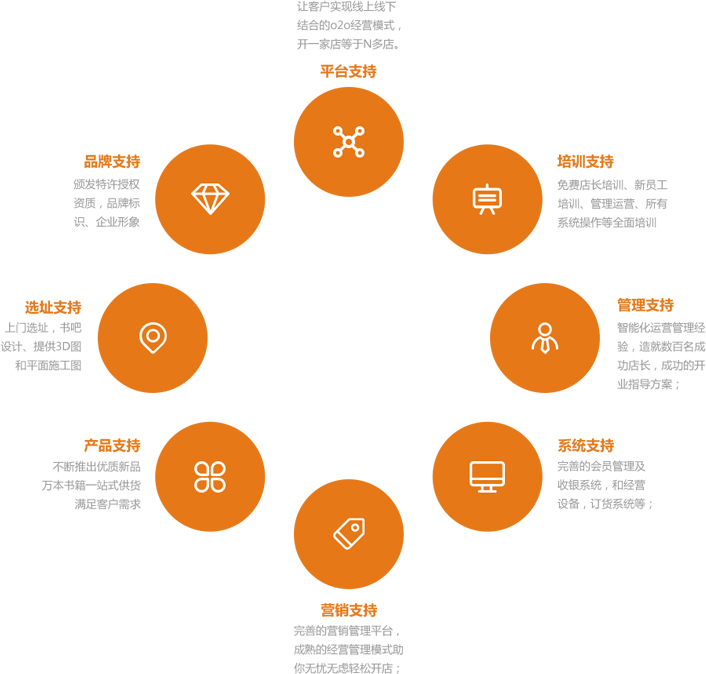 让客户实现线上线下
结合的o2o经营模式，
开一家店等于N多店。
平台支持
品牌支持
颁发特许授权
资质，品牌标
识、企业形象
培训支持
免费店长培训、新员工
培训、管理运营、所有
系统操作等全面培训
选址支持
上门选址，书吧
设计、提供3D图
和平面施工图
管理支持
智能化运营管理经
验，造就数百名成
功店长，成功的开
业指导方案；
产品支持
不断推出优质新品
万本书籍一站式供货
满足客户需求
系统支持
完善的会员管理及
收银系统，和经营
设备，订货系统等；
营销支持
完善的营销管理平台，
成熟的经营管理模式助
你无忧无虑轻松开店；